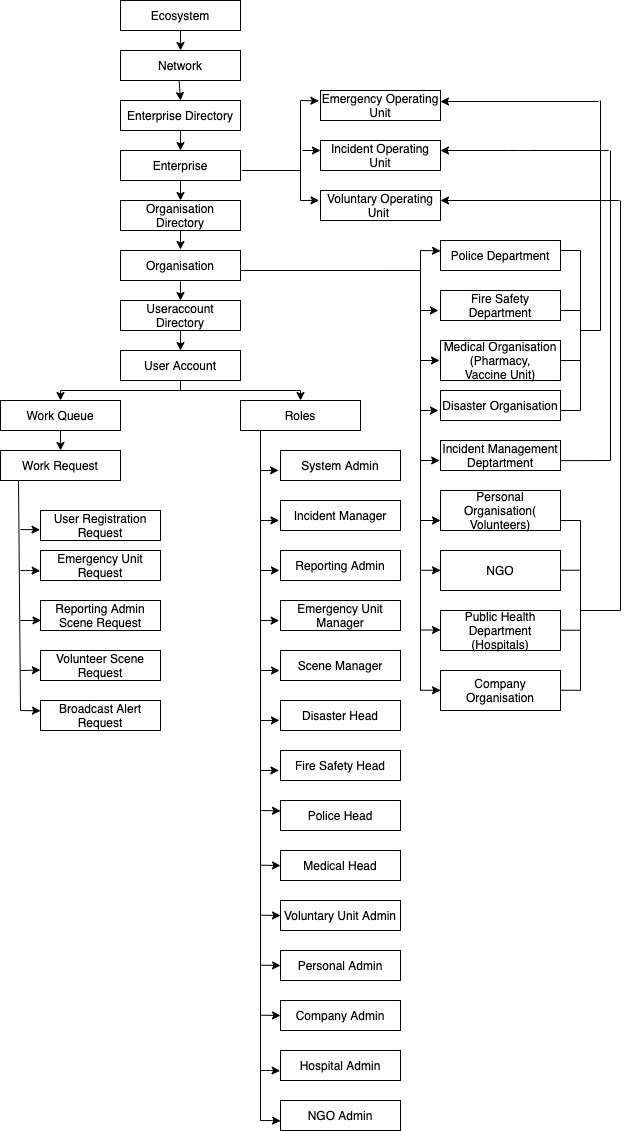 Ecosystem
Network
Enterprise Directory
Enterprise
Organisation
Directory
Organisation
Useraccount
Directory
User Account
Emergency Operating
Unit
Incident Operating
Unit
Voluntary Operating
Unit
Police Department
Fire Safety
Department
Medical Organisation
(Pharmacy,
Vaccine Unit)
Disaster Organisation
Incident Management
Deptartment
Personal
Organisation(
Volunteers)
NGO
Public Health
Department
(Hospitals)
Company
Organisation
Work Queue
Work Request
User Registration
Request
Emergency Unit
Request
Reporting Admin
Scene Request
Volunteer Scene
Request
Broadcast Alert
Request
Roles
System Admin
Incident Manager
Reporting Admin
Emergency Unit
Manager
Scene Manager
Disaster Head
Fire Safety Head
Police Head
Medical Head
Voluntary Unit Admin
Personal Admin
Company Admin
Hospital Admin
NGO Admin